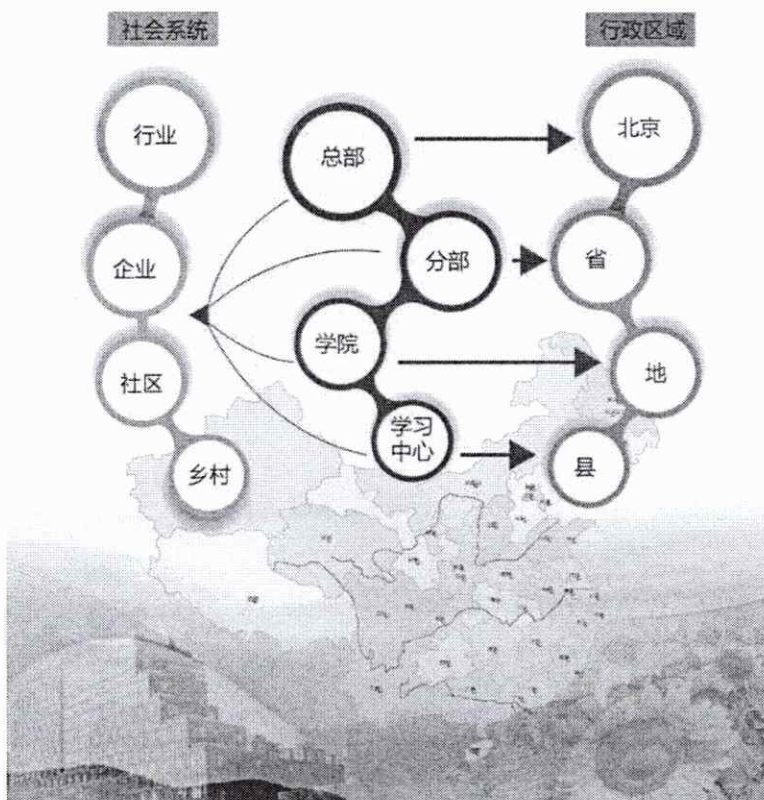 社会系统
行政区域
行业
企业
社区
乡村
总部
分部
学院
学习
中心
北京
省
地
县